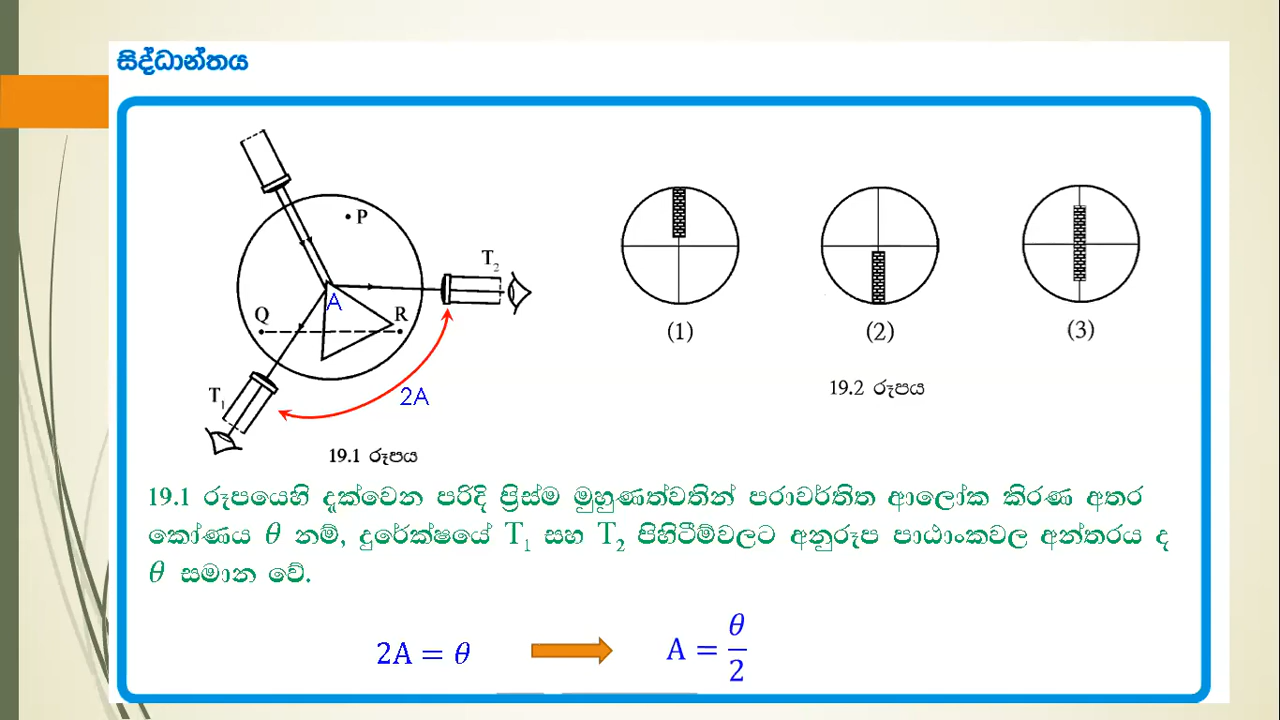 සිද්ධාන්තය
P
T₂
A
Q
R
T₁
2A
19.1 රූපය
(1)
(2)
(3)
19.2 රූපය
19.1 රූපයෙහි දැක්වෙන පරිදි ප්‍රිස්ම මුහුණත්වතින් පරාවර්තිත ආලෝක කිරණ අතර
කෝණය θ නම්, දුරේක්ෂයේ T₁ සහ T₂ පිහිටීම්වලට අනුරූප පාඨාංකවල අන්තරය ද
θ සමාන වේ.
2A = θ
A = θ/2